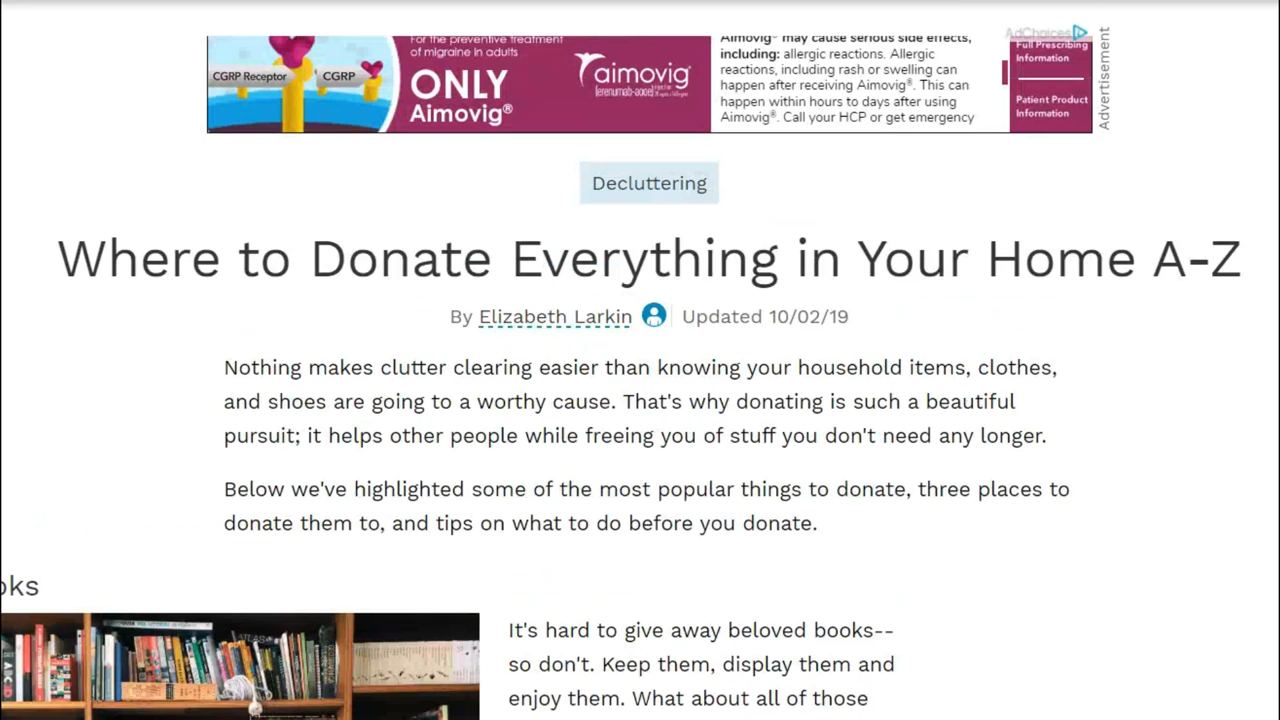 AdChoices
For the preventive treatment
of migraine in adults
CGRP Receptor
CGRP
ONLY
Aimovig®
aimovig
(erenumab-aooe)
Aimovig® may cause serious side effects,
including: allergic reactions. Allergic
reactions, including rash or swelling can
happen after receiving Aimovig®. This can
happen within hours to days after using
Aimovig®. Call your HCP or get emergency
Full Prescribing
Information
Patient Product
Information
Advertisement
Decluttering
Where to Donate Everything in Your Home A-Z
By Elizabeth Larkin Updated 10/02/19
Nothing makes clutter clearing easier than knowing your household items, clothes,
and shoes are going to a worthy cause. That's why donating is such a beautiful
pursuit; it helps other people while freeing you of stuff you don't need any longer.
Below we've highlighted some of the most popular things to donate, three places to
donate them to, and tips on what to do before you donate.
oks
It's hard to give away beloved books--
so don't. Keep them, display them and
enjoy them. What about all of those